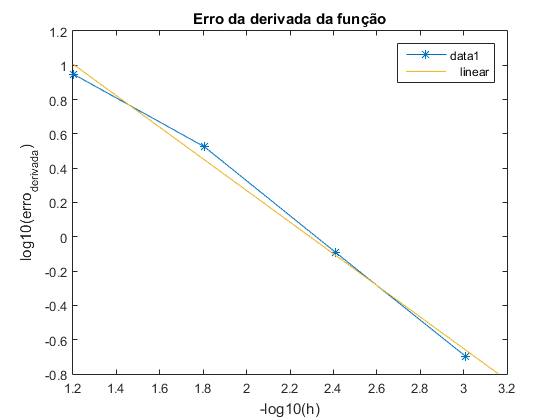 Erro da derivada da função
1.2
1
0.8
0.6
0.4
0.2
0
-0.2
-0.4
-0.6
-0.8
log10(erro_derivada)
data1
linear
1.2 1.4 1.6 1.8 2 2.2 2.4 2.6 2.8 3 3.2
-log10(h)